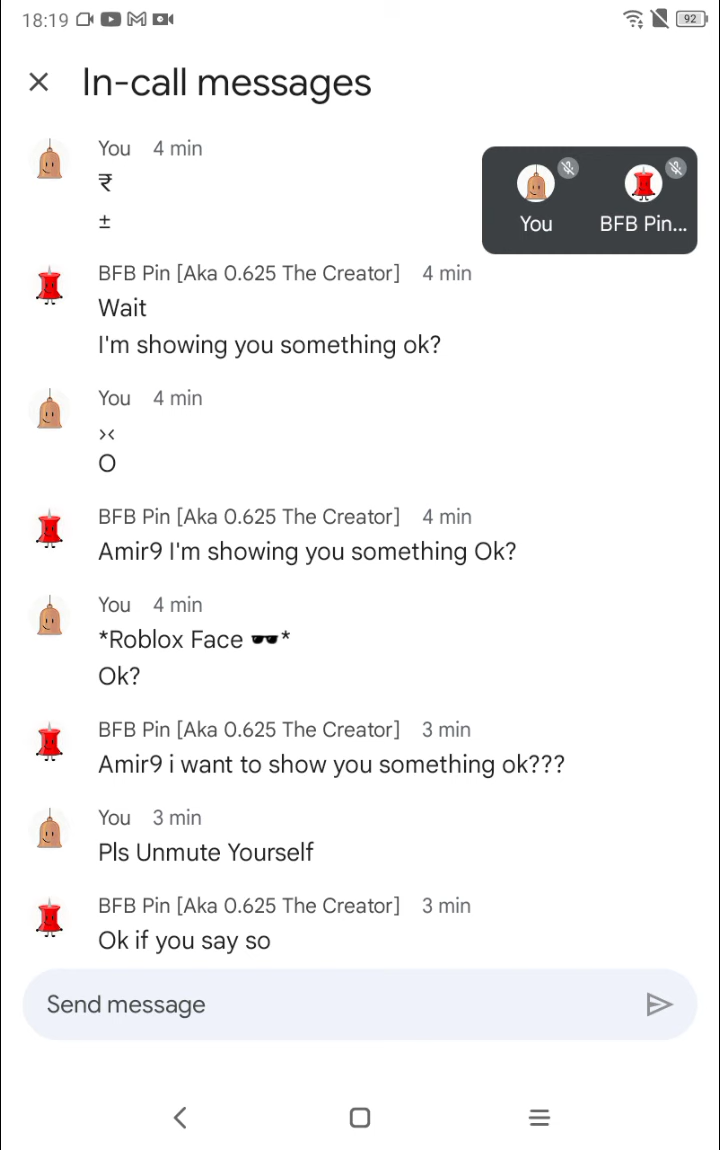 18:19
92
In-call messages
You 4 min
₹
±
You
BFB Pin...
BFB Pin [Aka 0.625 The Creator] 4 min
Wait
I'm showing you something ok?
You 4 min
›‹
O
BFB Pin [Aka 0.625 The Creator] 4 min
Amir9 I'm showing you something Ok?
You 4 min
*Roblox Face 🕶️*
Ok?
BFB Pin [Aka 0.625 The Creator] 3 min
Amir9 i want to show you something ok???
You 3 min
Pls Unmute Yourself
BFB Pin [Aka 0.625 The Creator] 3 min
Ok if you say so
Send message